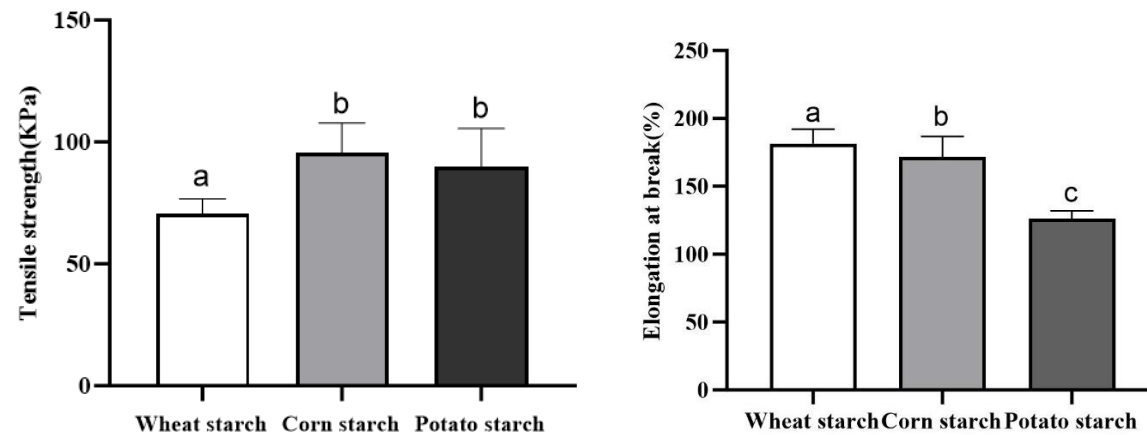 Tensile strength(KPa)
150
100
50
0
a
b
b
Wheat starch Corn starch Potato starch
Elongation at break(%)
250
200
150
100
50
0
a
b
c
Wheat starch Corn starch Potato starch